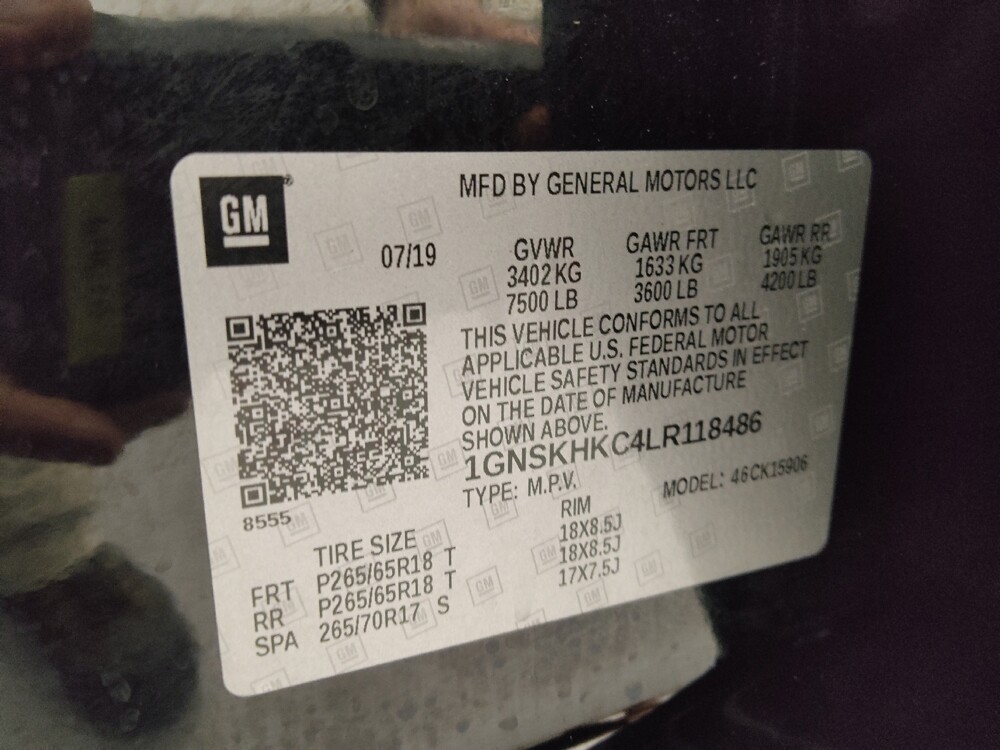 GM
MFD BY GENERAL MOTORS LLC
07/19
GVWR GAWR FRT GAWR RR
3402 KG 1633 KG 1905 KG
7500 LB 3600 LB 4200 LB
THIS VEHICLE CONFORMS TO ALL
APPLICABLE U.S. FEDERAL MOTOR
VEHICLE SAFETY STANDARDS IN EFFECT
ON THE DATE OF MANUFACTURE
SHOWN ABOVE.
1GNSKHKC4LR118486
TYPE: M.P.V. MODEL: 46CK15906
8555
TIRE SIZE RIM
FRT P265/65R18 T 18X8.5J
RR P265/65R18 T 18X8.5J
SPA 265/70R17 S 17X7.5J